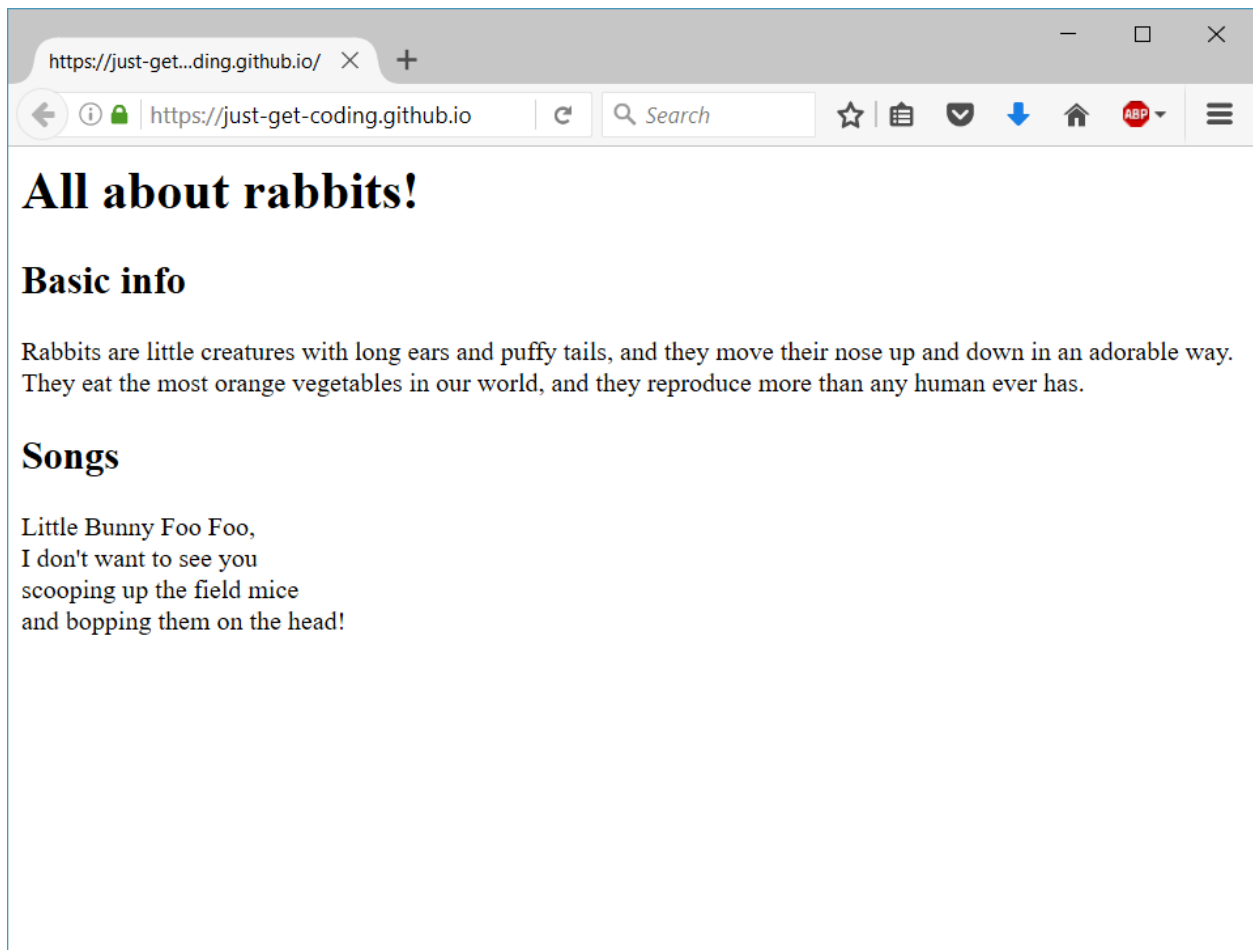 https://just-get...ding.github.io/
https://just-get-coding.github.io
Search
ABP
All about rabbits!
Basic info
Rabbits are little creatures with long ears and puffy tails, and they move their nose up and down in an adorable way.
They eat the most orange vegetables in our world, and they reproduce more than any human ever has.
Songs
Little Bunny Foo Foo,
I don't want to see you
scooping up the field mice
and bopping them on the head!